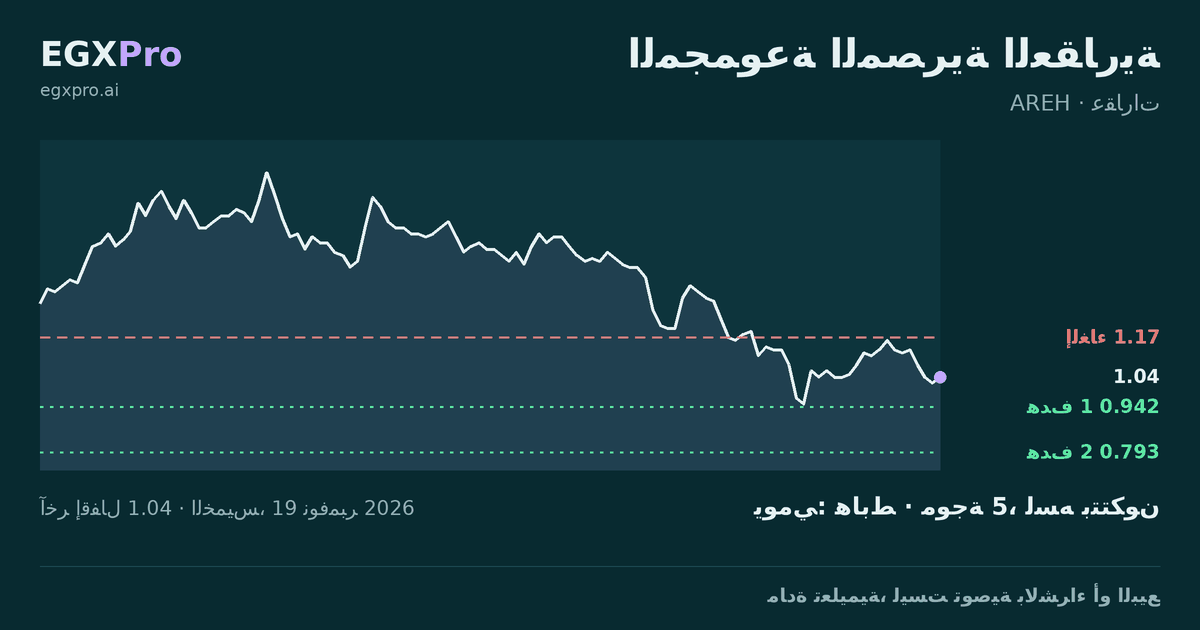 EGXPro
المجموعة المصرية العقارية
egxpro.ai
AREH · عقارات
إلغاء 1.17
1.04
هدف 1 0.942
هدف 2 0.793
يومي: هابط · موجة 5، لسه بتتكون
آخر إقفال 1.04 · الخميس، 19 نوفمبر 2026
مادة تعليمية، ليست توصية بالشراء أو البيع